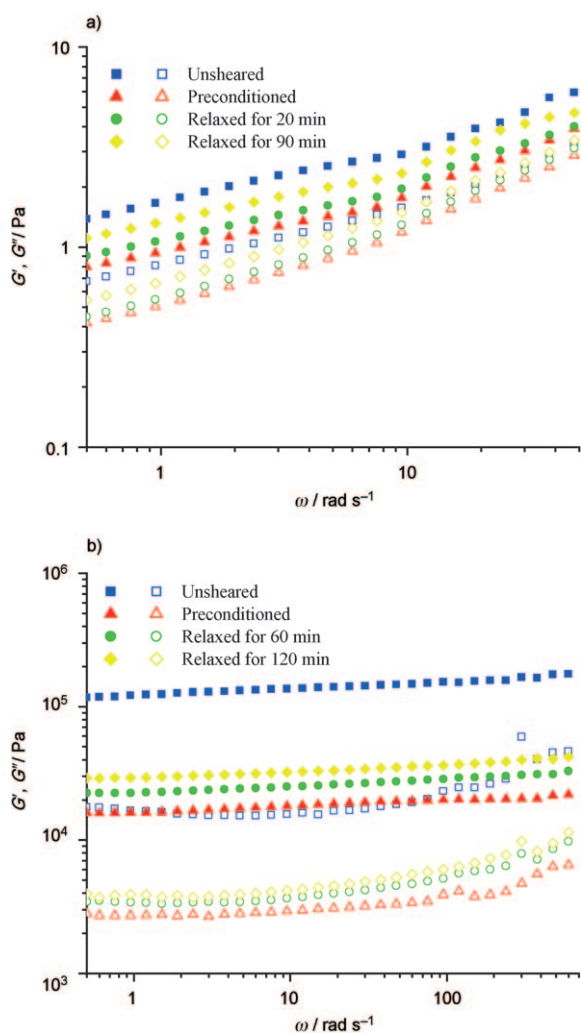 a)
10
Unsheared
Preconditioned
Relaxed for 20 min
Relaxed for 90 min
G′, G″/ Pa
1
0.1
1
10
ω / rad s⁻¹
b)
10⁶
Unsheared
Preconditioned
Relaxed for 60 min
Relaxed for 120 min
10⁵
G′, G″/ Pa
10⁴
10³
1
10
100
ω / rad s⁻¹